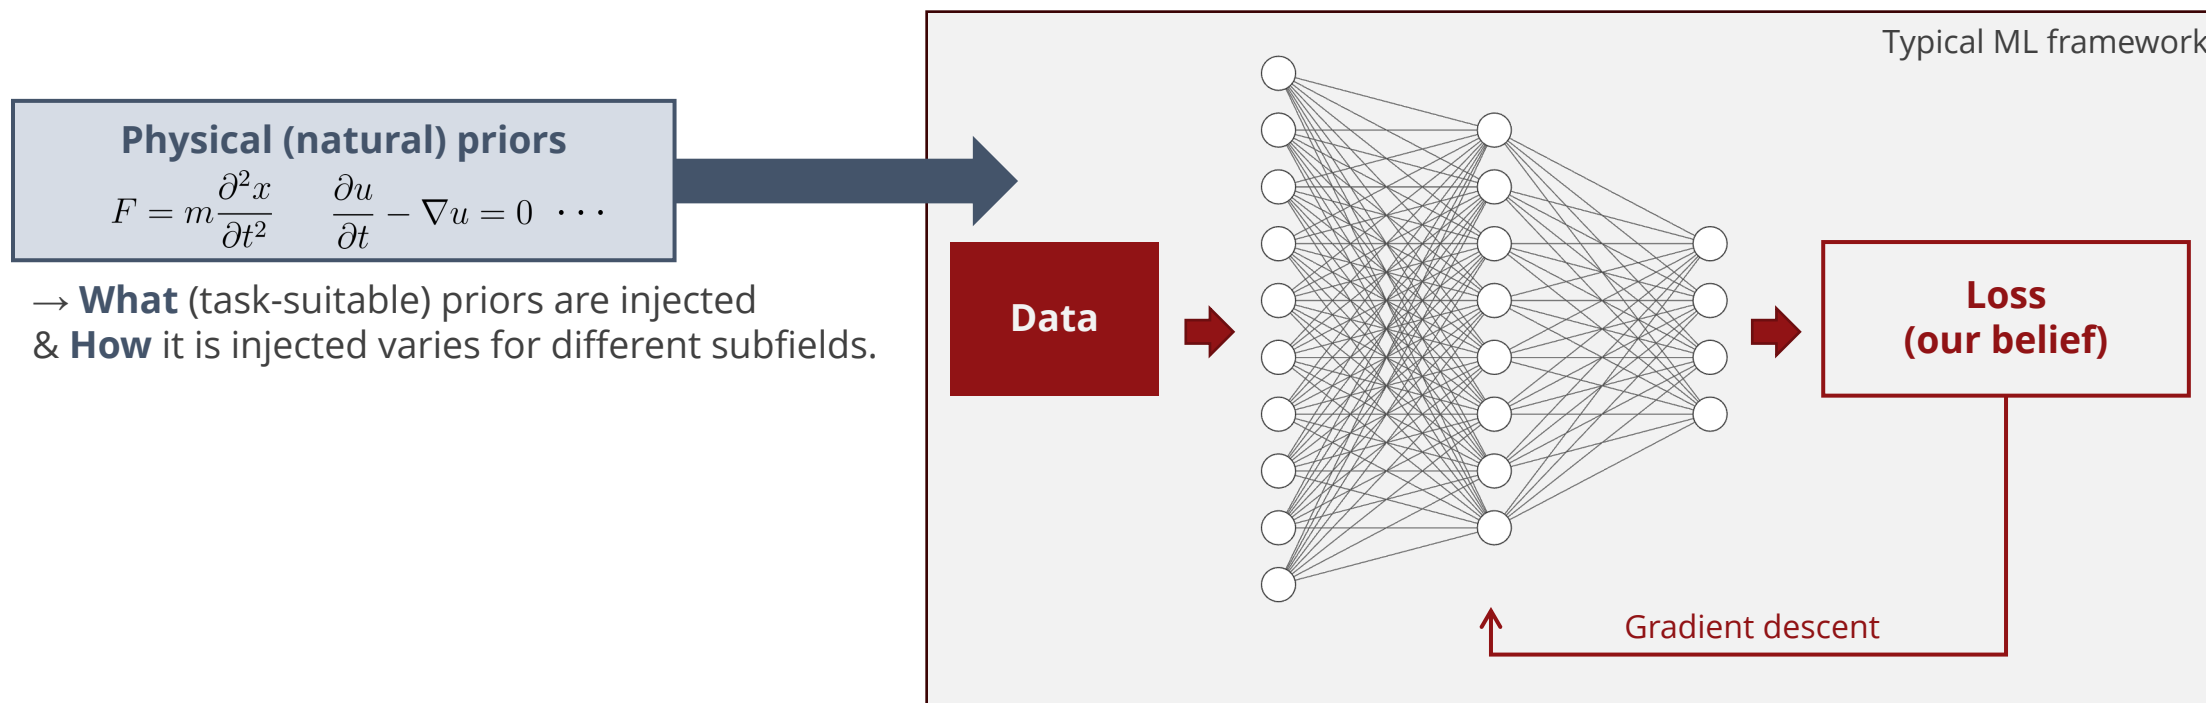 Typical ML framework
Physical (natural) priors
F = m ∂²x/∂t²   ∂u/∂t − ∇u = 0 ···
→ What (task-suitable) priors are injected
& How it is injected varies for different subfields.
Data
Loss
(our belief)
Gradient descent